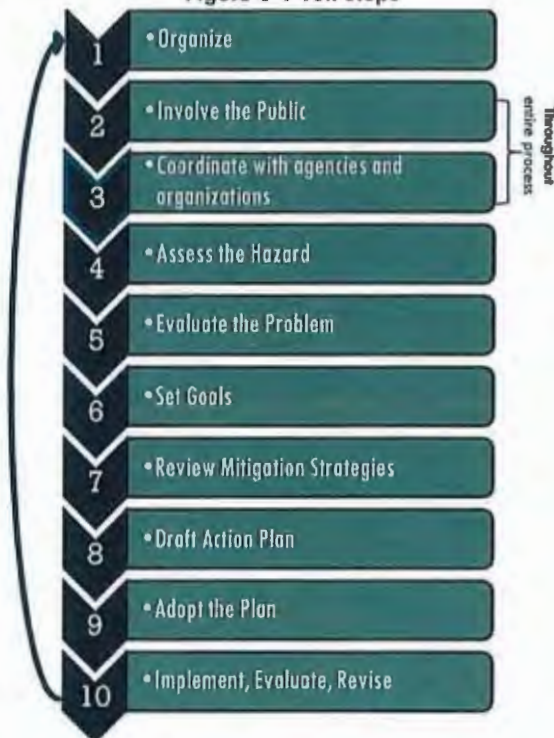 1
• Organize
2
• Involve the Public
3
• Coordinate with agencies and
organizations
Throughout
entire process
4
• Assess the Hazard
5
• Evaluate the Problem
6
• Set Goals
7
• Review Mitigation Strategies
8
• Draft Action Plan
9
• Adopt the Plan
10
• Implement, Evaluate, Revise